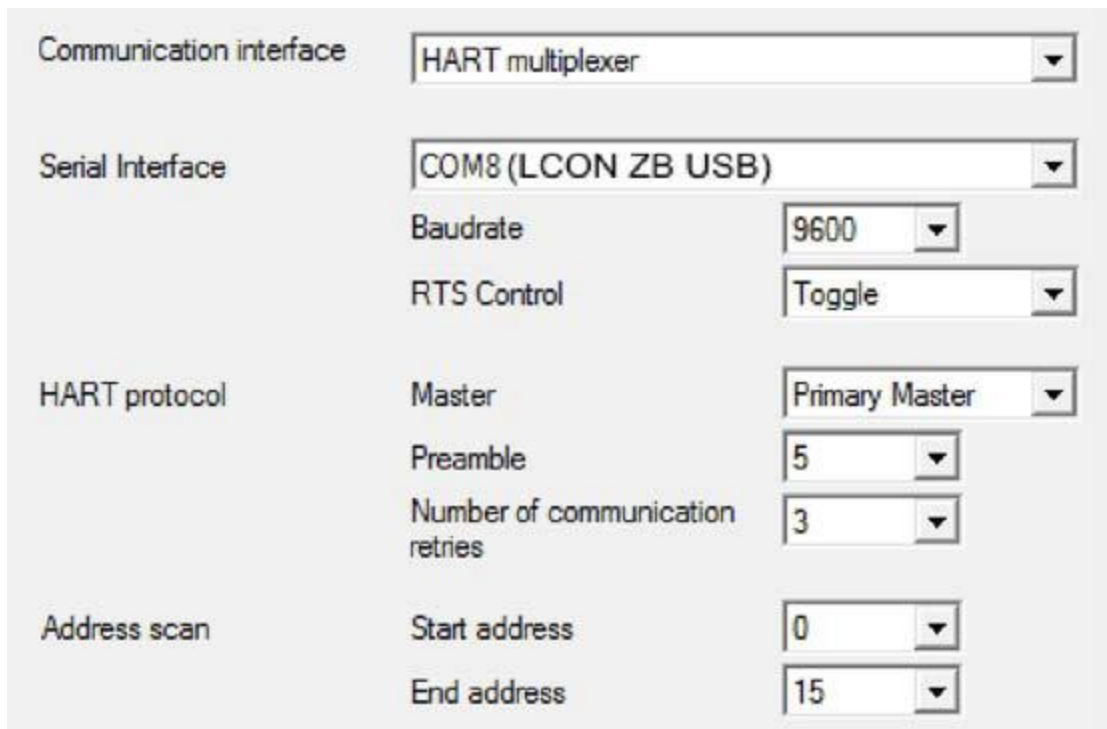 Communication interface HART multiplexer
Serial Interface COM8 (LCON ZB USB)
Baudrate 9600
RTS Control Toggle
HART protocol Master Primary Master
Preamble 5
Number of communication
retries 3
Address scan Start address 0
End address 15